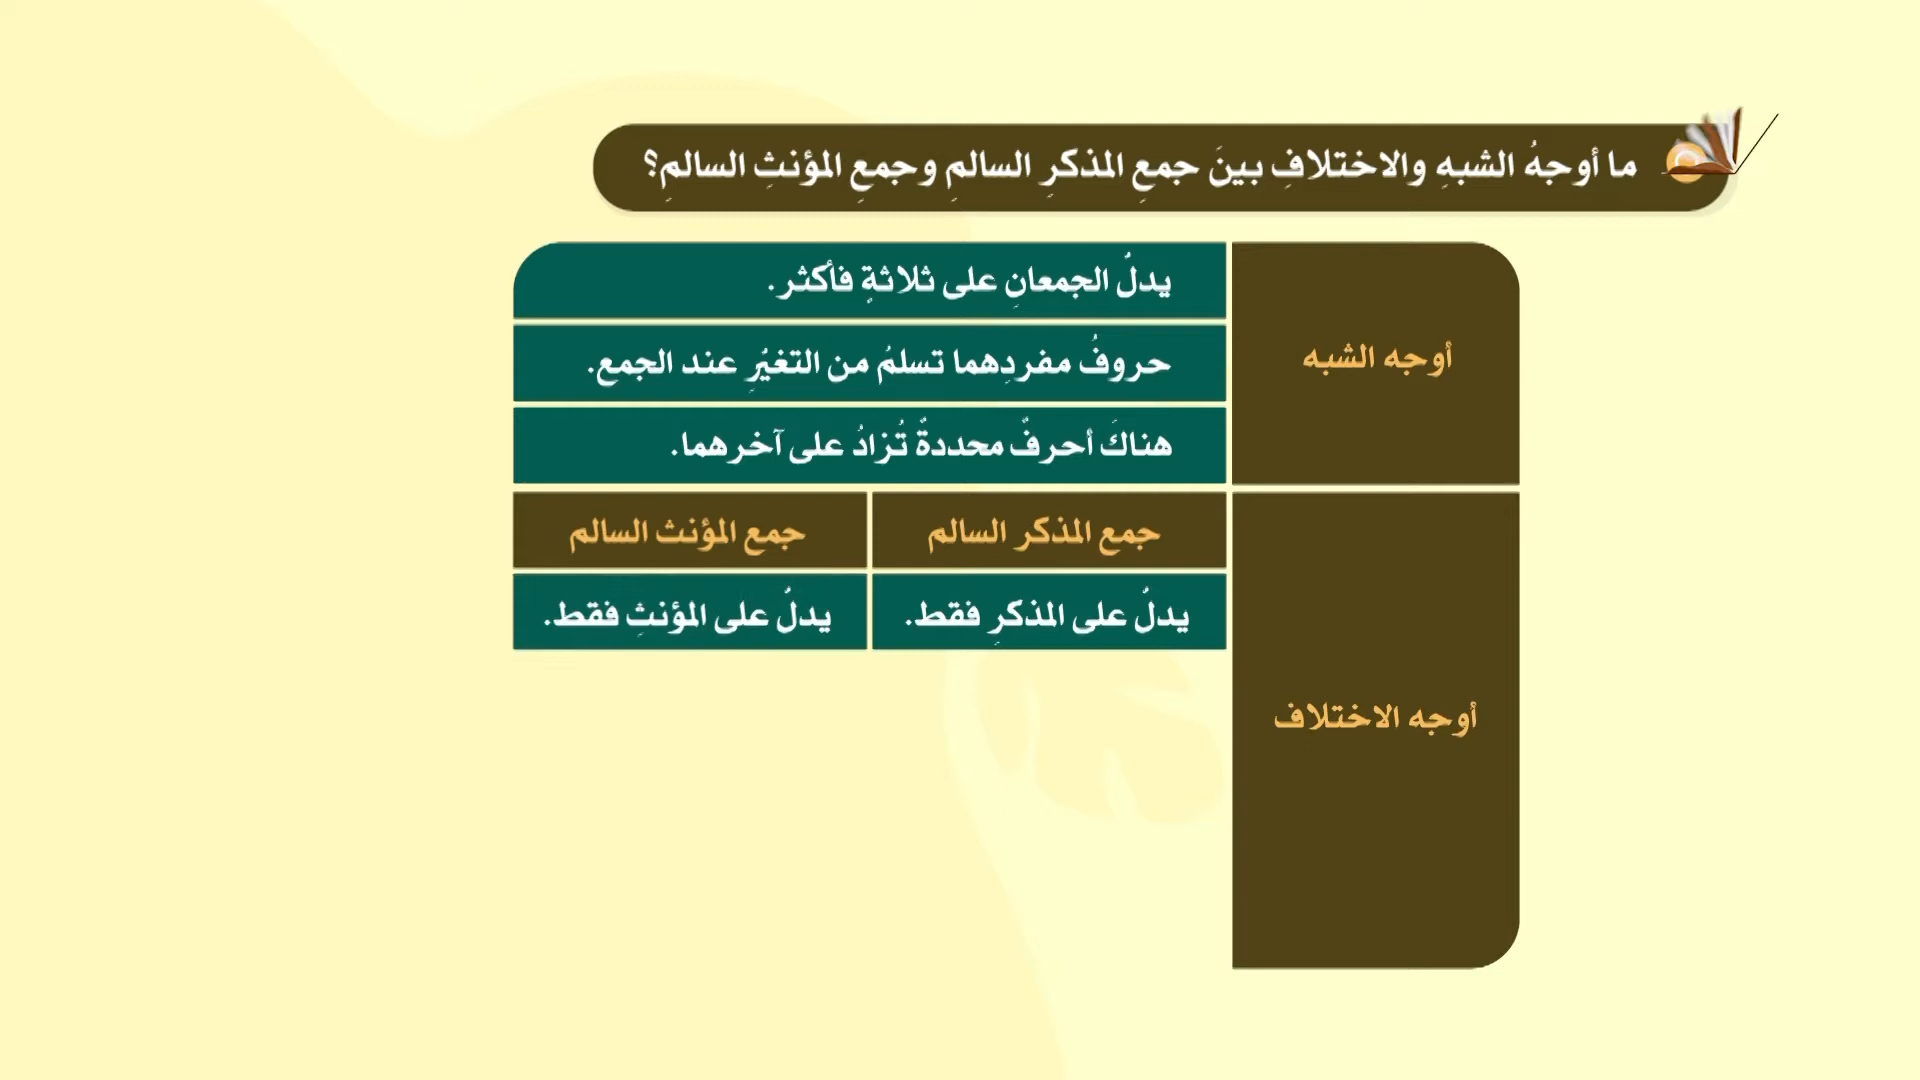 ما أوجهُ الشبهِ والاختلافِ بينَ جمعِ المذكرِ السالمِ وجمعِ المؤنثِ السالمِ؟
أوجه الشبه
يدلُ الجمعانِ على ثلاثةٍ فأكثر.
حروفُ مفردِهما تسلمُ من التغيُرِ عند الجمع.
هناكَ أحرفٌ محددةٌ تُزادُ على آخرهما.
أوجه الاختلاف
جمع المذكر السالم
جمع المؤنث السالم
يدلُ على المذكرِ فقط.
يدلُ على المؤنثِ فقط.